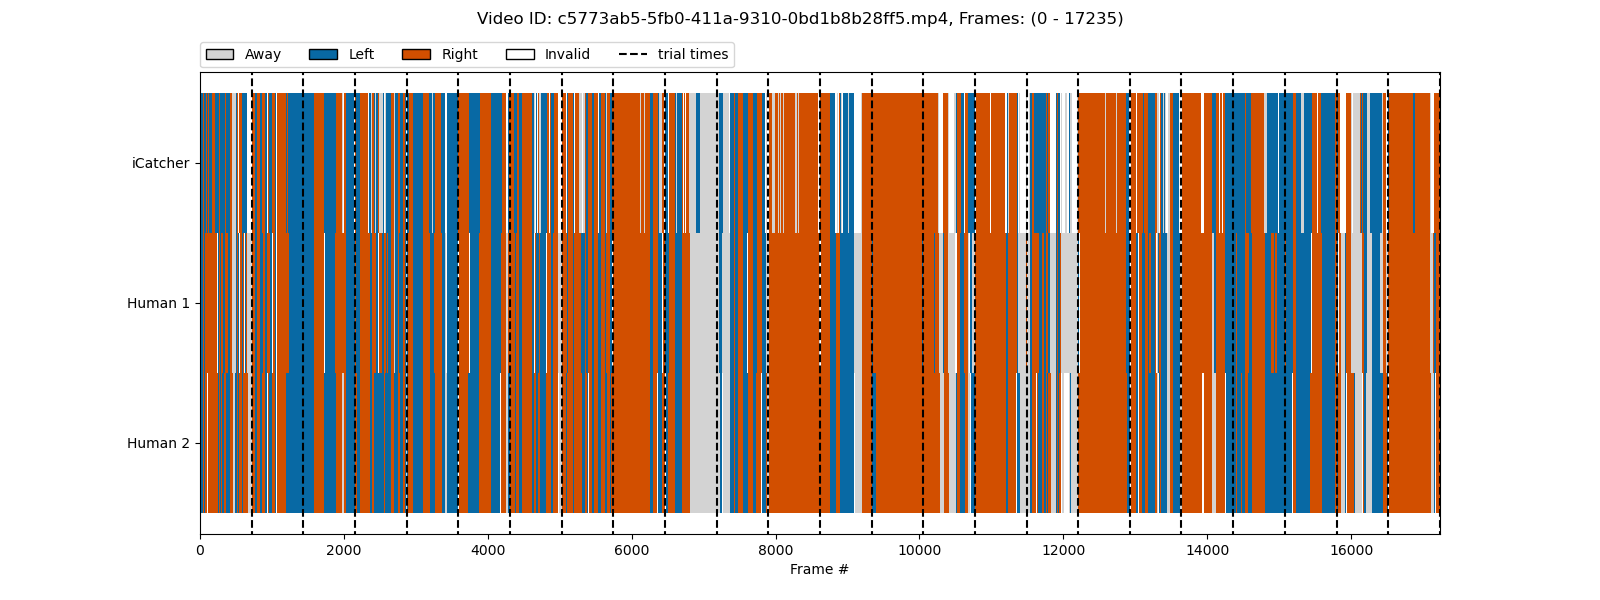 Video ID: c5773ab5-5fb0-411a-9310-0bd1b8b28ff5.mp4, Frames: (0 - 17235)
Away Left Right Invalid trial times
iCatcher
Human 1
Human 2
0 2000 4000 6000 8000 10000 12000 14000 16000
Frame #